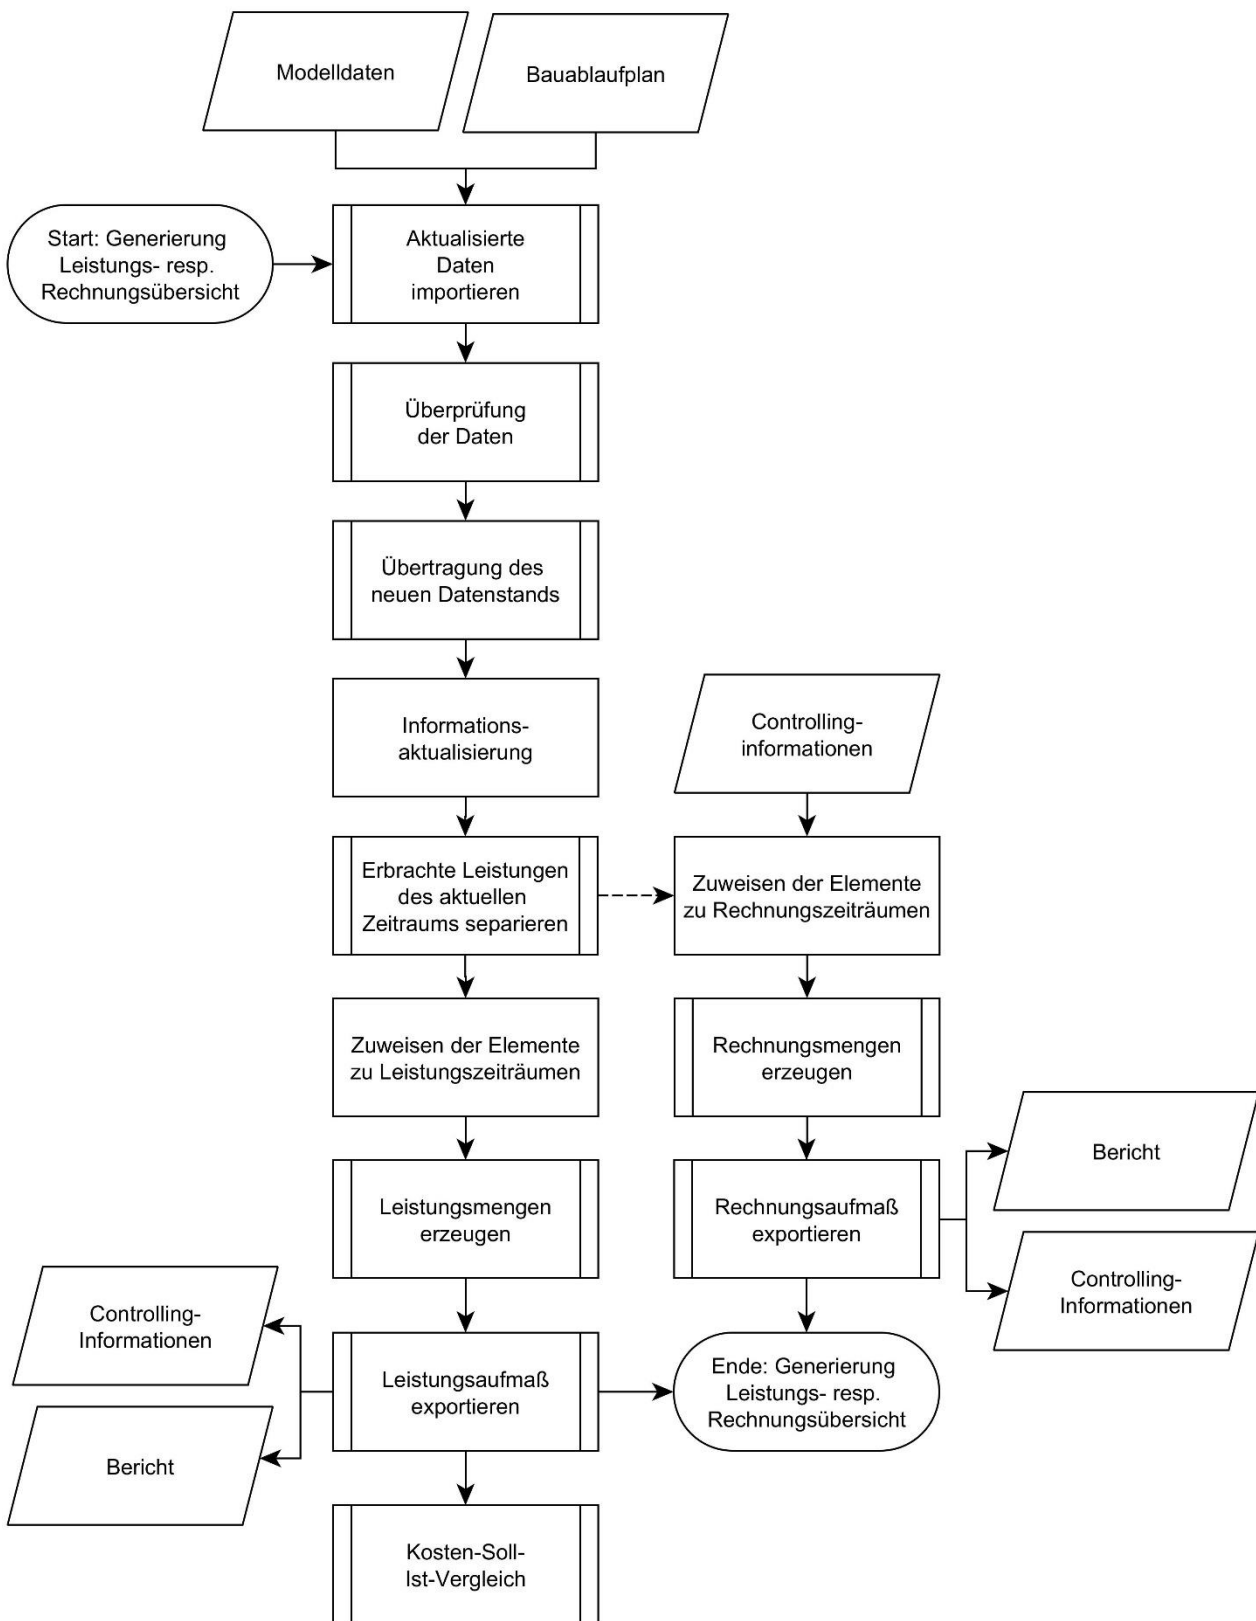 Modelldaten
Bauablaufplan
Start: Generierung
Leistungs- resp.
Rechnungsübersicht
Aktualisierte
Daten
importieren
Überprüfung
der Daten
Übertragung des
neuen Datenstands
Informations-
aktualisierung
Controlling-
informationen
Erbrachte Leistungen
des aktuellen
Zeitraums separieren
Zuweisen der Elemente
zu Rechnungszeiträumen
Zuweisen der Elemente
zu Leistungszeiträumen
Rechnungsmengen
erzeugen
Leistungsmengen
erzeugen
Rechnungsaufmaß
exportieren
Bericht
Controlling-
Informationen
Controlling-
Informationen
Bericht
Leistungsaufmaß
exportieren
Ende: Generierung
Leistungs- resp.
Rechnungsübersicht
Kosten-Soll-
Ist-Vergleich